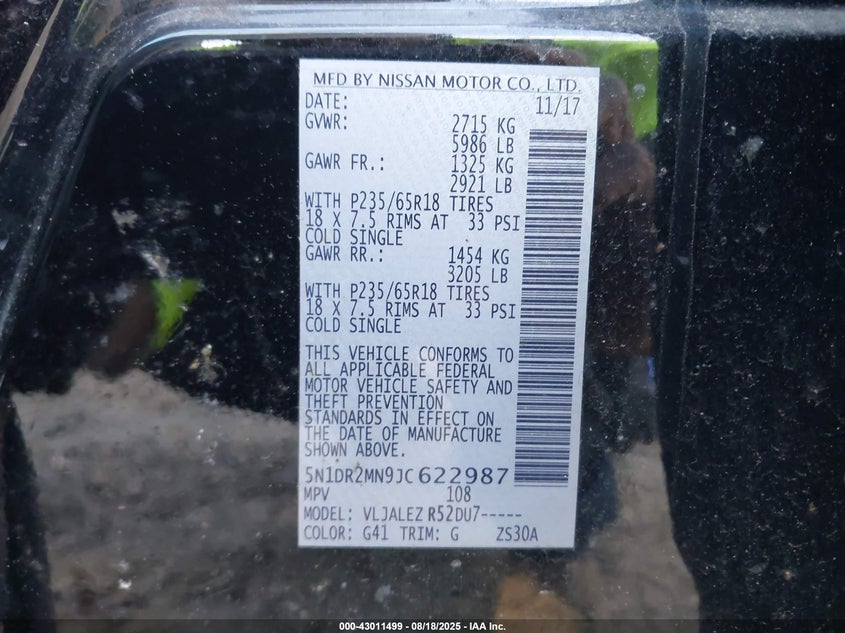 MFD BY NISSAN MOTOR CO., LTD.
DATE: 11/17
GVWR: 2715 KG
5986 LB
GAWR FR.: 1325 KG
2921 LB
WITH P235/65R18 TIRES
18 X 7.5 RIMS AT 33 PSI
COLD SINGLE
GAWR RR.: 1454 KG
3205 LB
WITH P235/65R18 TIRES
18 X 7.5 RIMS AT 33 PSI
COLD SINGLE
THIS VEHICLE CONFORMS TO
ALL APPLICABLE FEDERAL
MOTOR VEHICLE SAFETY AND
THEFT PREVENTION
STANDARDS IN EFFECT ON
THE DATE OF MANUFACTURE
SHOWN ABOVE.
5N1DR2MN9JC622987
MPV 108
MODEL: VLJALEZ R52DU7-----
COLOR: G41 TRIM: G ZS30A
000-43011499 - 08/18/2025 - IAA Inc.